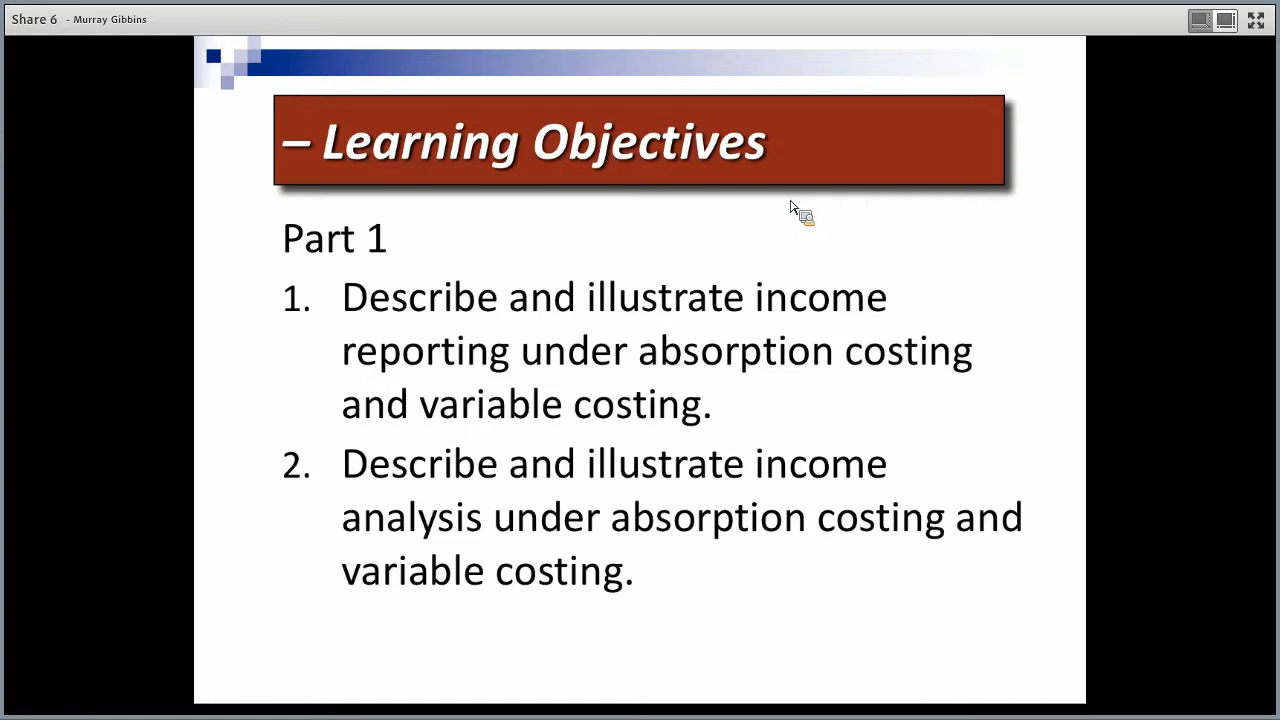 Share 6 - Murray Gibbins
– Learning Objectives
Part 1
1. Describe and illustrate income
reporting under absorption costing
and variable costing.
2. Describe and illustrate income
analysis under absorption costing and
variable costing.